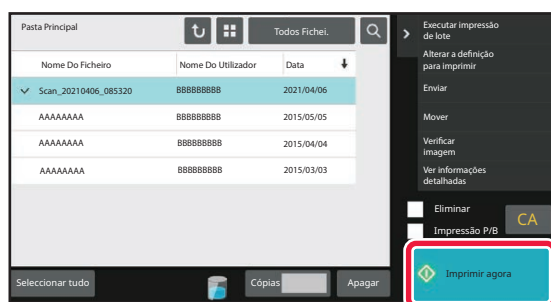 Pasta Principal
Todos Fichei.
Nome Do Ficheiro Nome Do Utilizador Data
Scan_20210406_085320 BBBBBBBBB 2021/04/06
AAAAAAAA BBBBBBBBB 2015/05/05
AAAAAAAA BBBBBBBBB 2015/04/04
AAAAAAAA BBBBBBBBB 2015/03/03
Seleccionar tudo Cópias Apagar
Executar impressão
de lote
Alterar a definição
para imprimir
Enviar
Mover
Verificar
imagem
Ver informações
detalhadas
Eliminar
Impressão P/B
CA
Imprimir agora